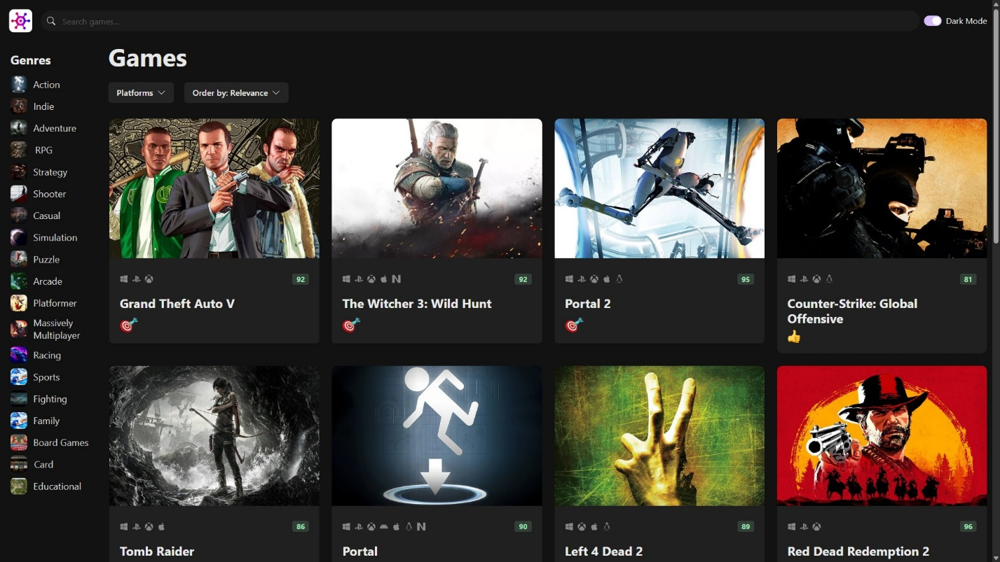 Search games...
Dark Mode
Genres
Action
Indie
Adventure
RPG
Strategy
Shooter
Casual
Simulation
Puzzle
Arcade
Platformer
Massively
Multiplayer
Racing
Sports
Fighting
Family
Board Games
Card
Educational
Games
Platforms
Order by: Relevance
92
Grand Theft Auto V
92
The Witcher 3: Wild Hunt
95
Portal 2
81
Counter-Strike: Global
Offensive
86
Tomb Raider
90
Portal
89
Left 4 Dead 2
96
Red Dead Redemption 2